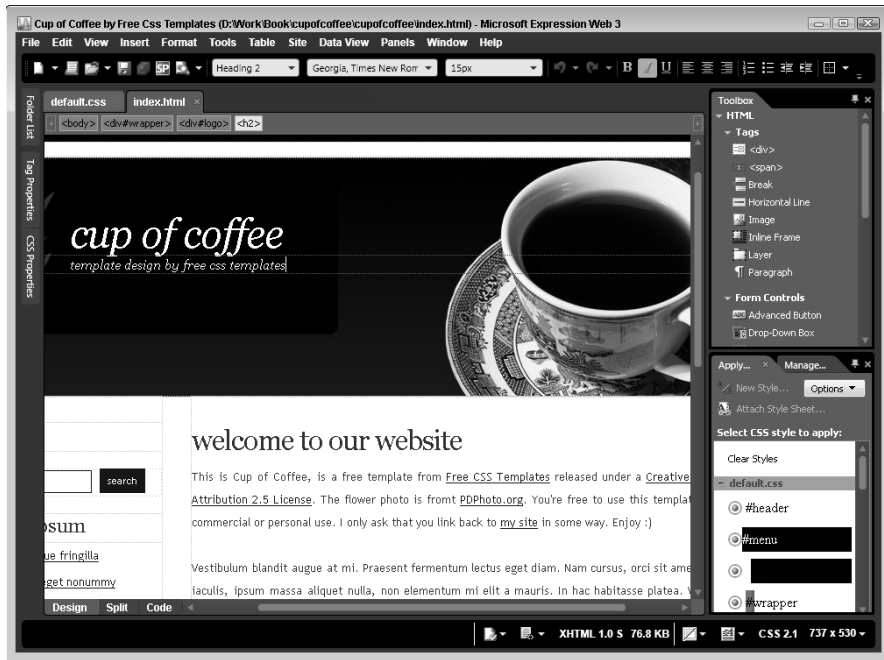 Cup of Coffee by Free Css Templates (D:\Work\Book\cupofcoffee\cupofcoffee\index.html) - Microsoft Expression Web 3
File Edit View Insert Format Tools Table Site Data View Panels Window Help
SP Heading 2 Georgia, Times New Rom 15px B I U
Folder List
Tag Properties
CSS Properties
default.css index.html ×
<body> <div#wrapper> <div#logo> <h2>
cup of coffee
template design by free css templates
welcome to our website
This is Cup of Coffee, is a free template from Free CSS Templates released under a Creative
Attribution 2.5 License. The flower photo is fromt PDPhoto.org. You're free to use this templat
commercial or personal use. I only ask that you link back to my site in some way. Enjoy :)
Vestibulum blandit augue at mi. Praesent fermentum lectus eget diam. Nam cursus, orci sit ame
iaculis, ipsum massa aliquet nulla, non elementum mi elit a mauris. In hac habitasse platea.
search
psum
ue fringilla
eget nonummy
Design Split Code
Toolbox
HTML
Tags
<div>
<span>
Break
Horizontal Line
Image
Inline Frame
Layer
Paragraph
Form Controls
Advanced Button
Drop-Down Box
Apply... × Manage...
New Style... Options
Attach Style Sheet...
Select CSS style to apply:
Clear Styles
default.css
#header
#menu
#wrapper
XHTML 1.0 S 76.8 KB CSS 2.1 737 x 530